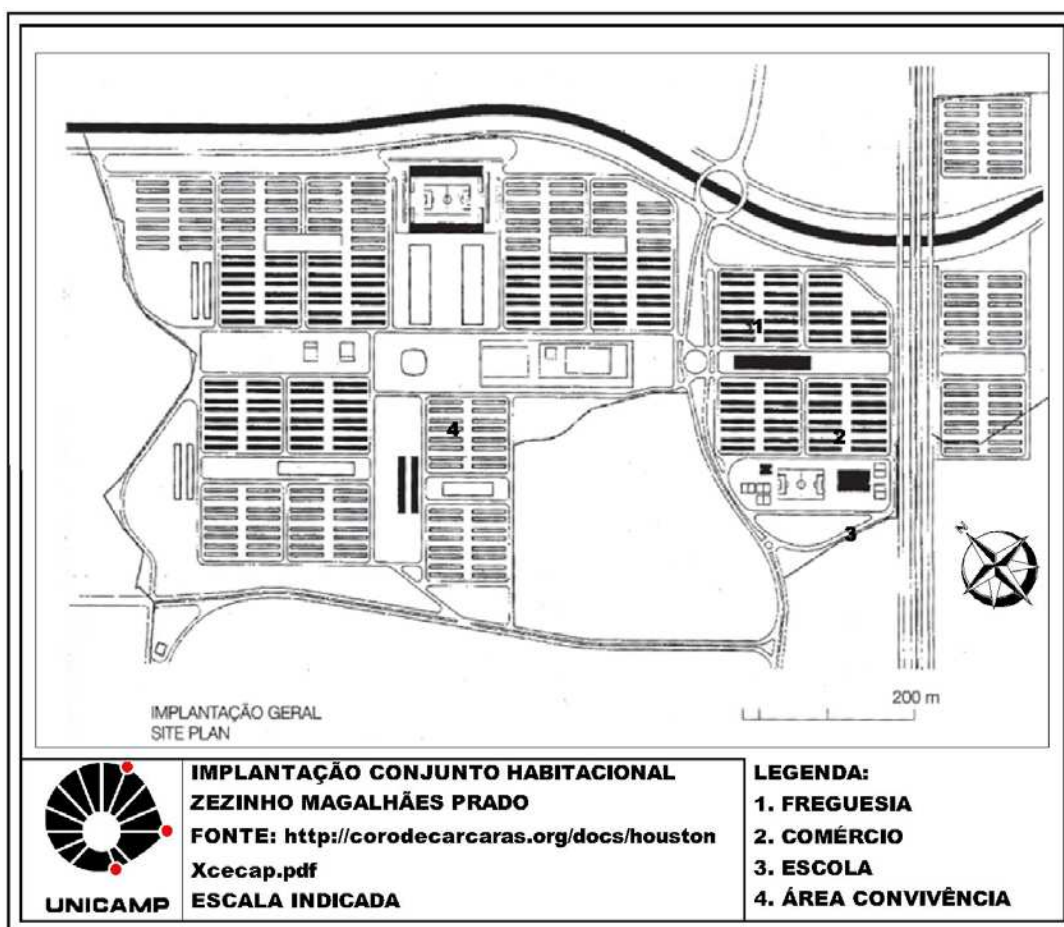 1
2
4
3
N
200 m
IMPLANTAÇÃO GERAL
SITE PLAN
UNICAMP
IMPLANTAÇÃO CONJUNTO HABITACIONAL
ZEZINHO MAGALHÃES PRADO
FONTE: http://corodecarcaras.org/docs/houston
Xcecap.pdf
ESCALA INDICADA
LEGENDA:
1. FREGUESIA
2. COMÉRCIO
3. ESCOLA
4. ÁREA CONVIVÊNCIA